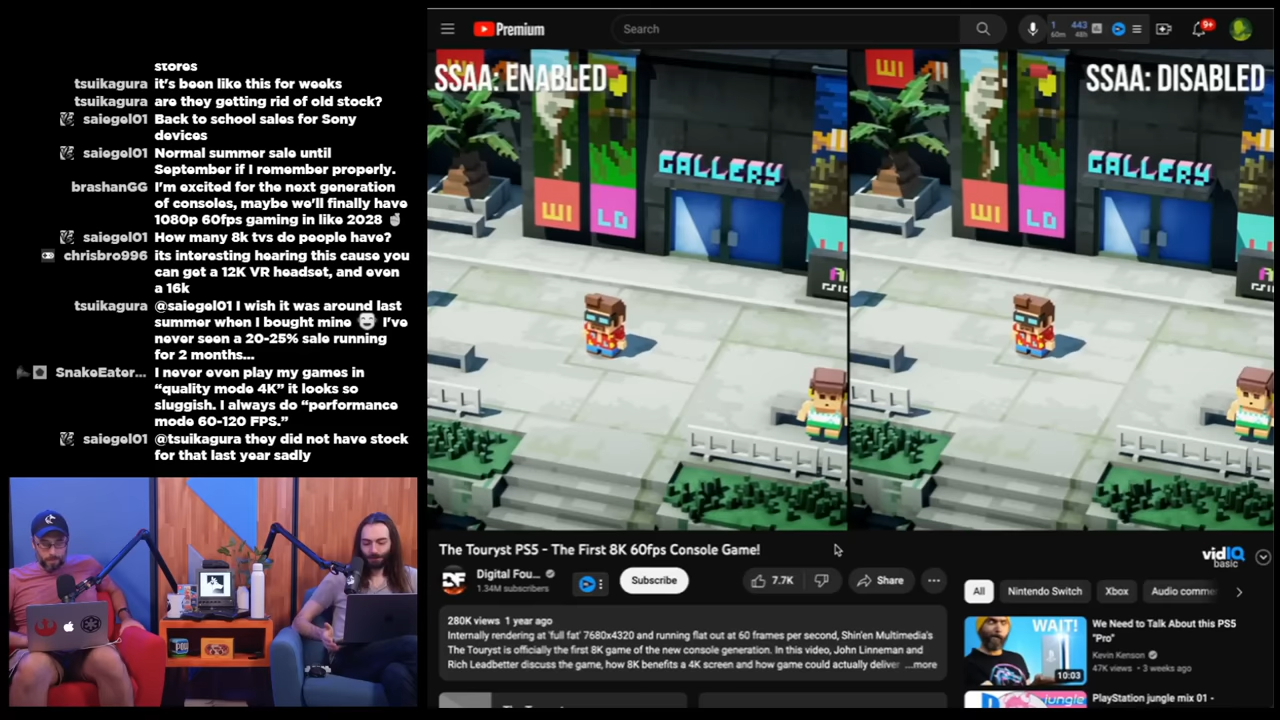 stores
tsuikagura it's been like this for weeks
tsuikagura are they getting rid of old stock?
saiegel01 Back to school sales for Sony
devices
saiegel01 Normal summer sale until
September if I remember properly.
brashanGG I'm excited for the next generation
of consoles, maybe we'll finally have
1080p 60fps gaming in like 2028
saiegel01 How many 8k tvs do people have?
chrisbro996 its interesting hearing this cause you
can get a 12K VR headset, and even
a 16k
tsuikagura @saiegel01 I wish it was around last
summer when I bought mine I've
never seen a 20-25% sale running
for 2 months...
SnakeEater... I never even play my games in
“quality mode 4K” it looks so
sluggish. I always do “performance
mode 60-120 FPS.”
saiegel01 @tsuikagura they did not have stock
for that last year sadly
Premium
Search
1 443
60m 48h
9+
SSAA: ENABLED
SSAA: DISABLED
WI
GALLERY
GALLERY
WI
LD
WI
LD
The Touryst PS5 - The First 8K 60fps Console Game!
Digital Fou...
1.34M subscribers
Subscribe
7.7K
Share
280K views 1 year ago
Internally rendering at 'full fat' 7680x4320 and running flat out at 60 frames per second, Shin'en Multimedia's
The Touryst is officially the first 8K game of the new console generation. In this video, John Linneman and
Rich Leadbetter discuss the game, how 8K benefits a 4K screen and how game could actually deliver ...more
vidIQ
basic
All
Nintendo Switch
Xbox
Audio comme
WAIT!
10:03
We Need to Talk About this PS5
"Pro"
Kevin Kenson
47K views • 3 weeks ago
jungle
PlayStation jungle mix 01 -